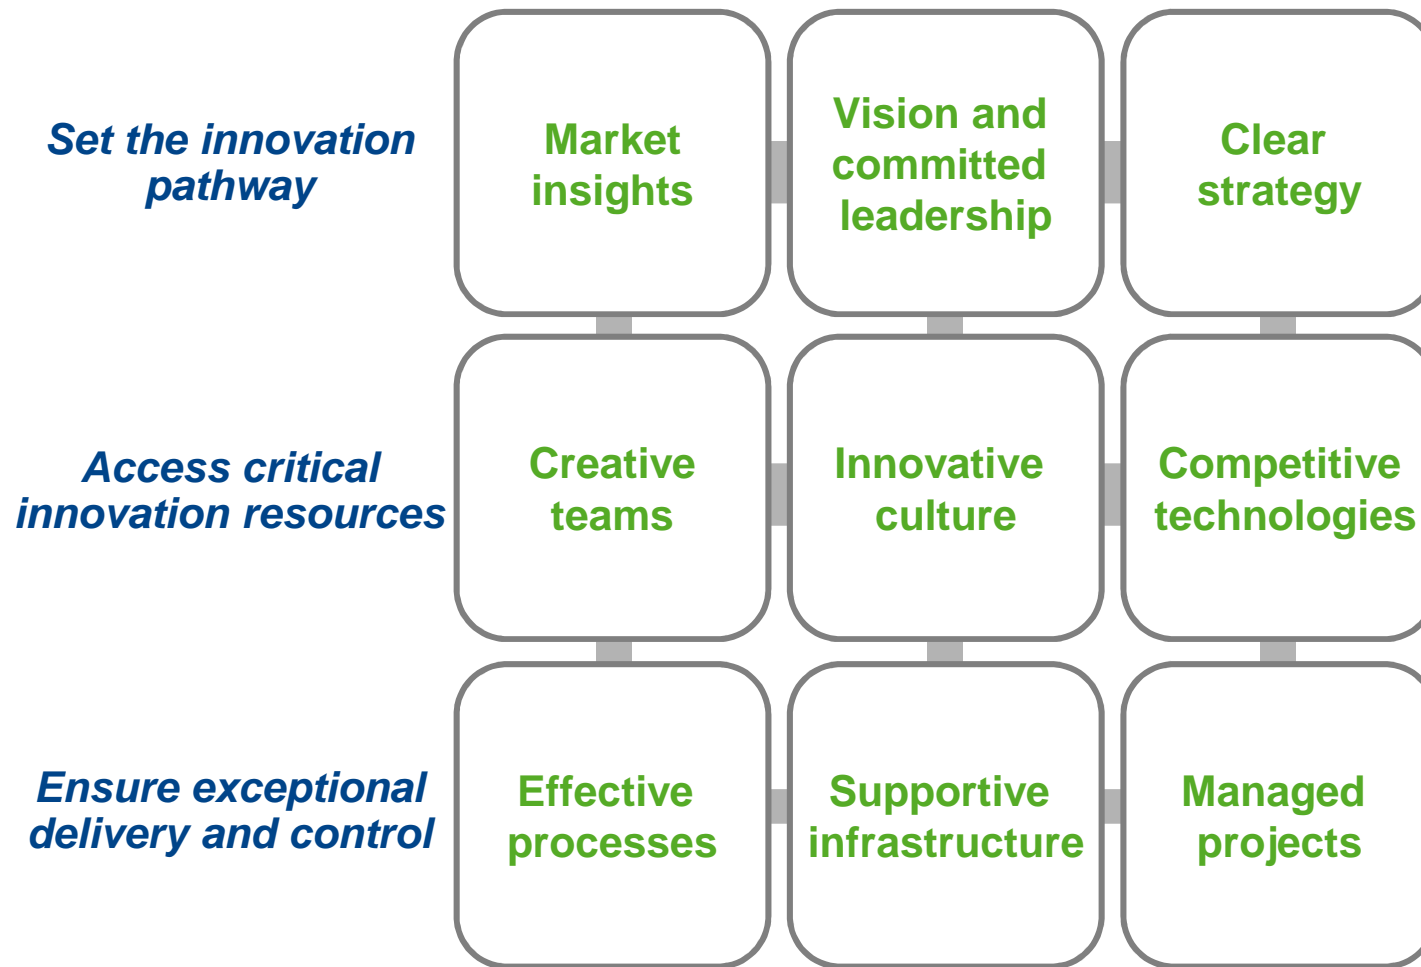 Set the innovation
pathway
Market
insights
Vision and
committed
leadership
Clear
strategy
Access critical
innovation resources
Creative
teams
Innovative
culture
Competitive
technologies
Ensure exceptional
delivery and control
Effective
processes
Supportive
infrastructure
Managed
projects